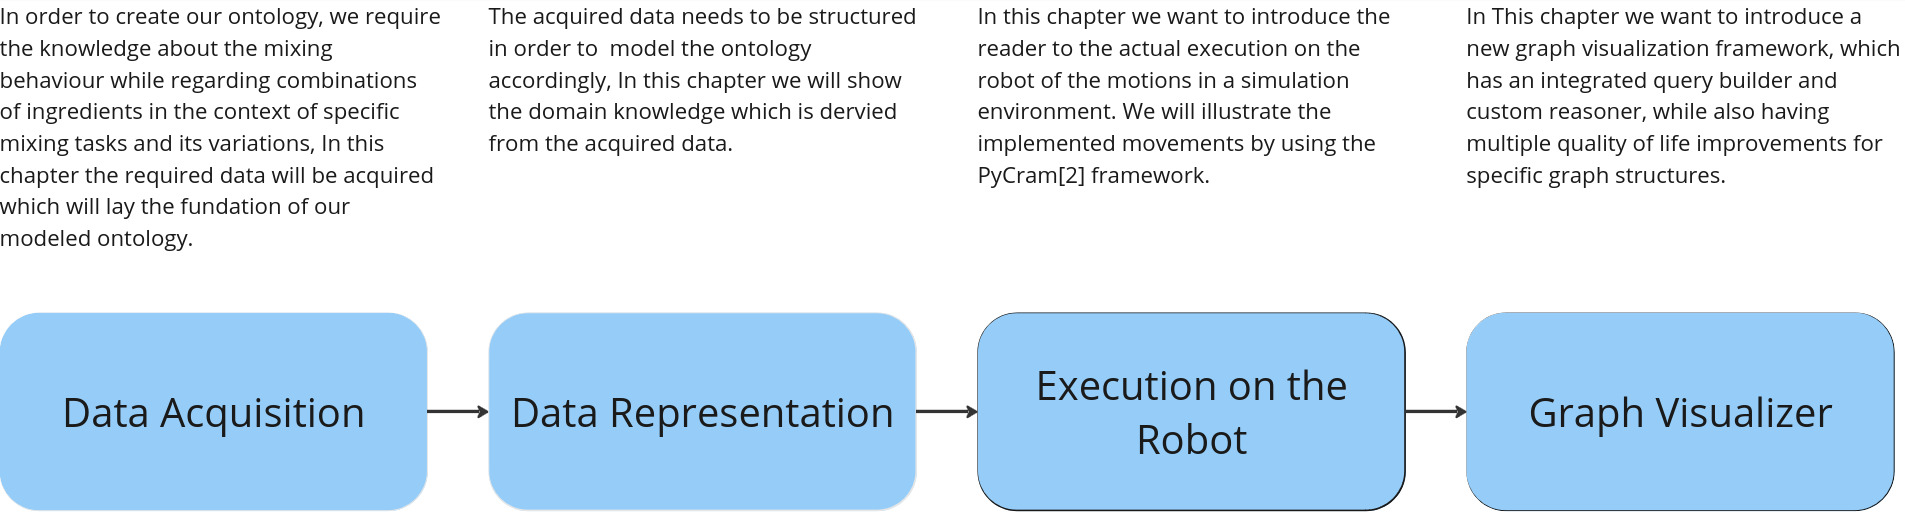 In order to create our ontology, we require
the knowledge about the mixing
behaviour while regarding combinations
of ingredients in the context of specific
mixing tasks and its variations, In this
chapter the required data will be acquired
which will lay the fundation of our
modeled ontology.
The acquired data needs to be structured
in order to  model the ontology
accordingly, In this chapter we will show
the domain knowledge which is dervied
from the acquired data.
In this chapter we want to introduce the
reader to the actual execution on the
robot of the motions in a simulation
environment. We will illustrate the
implemented movements by using the
PyCram[2] framework.
In This chapter we want to introduce a
new graph visualization framework, which
has an integrated query builder and
custom reasoner, while also having
multiple quality of life improvements for
specific graph structures.
Data Acquisition
Data Representation
Execution on the
Robot
Graph Visualizer